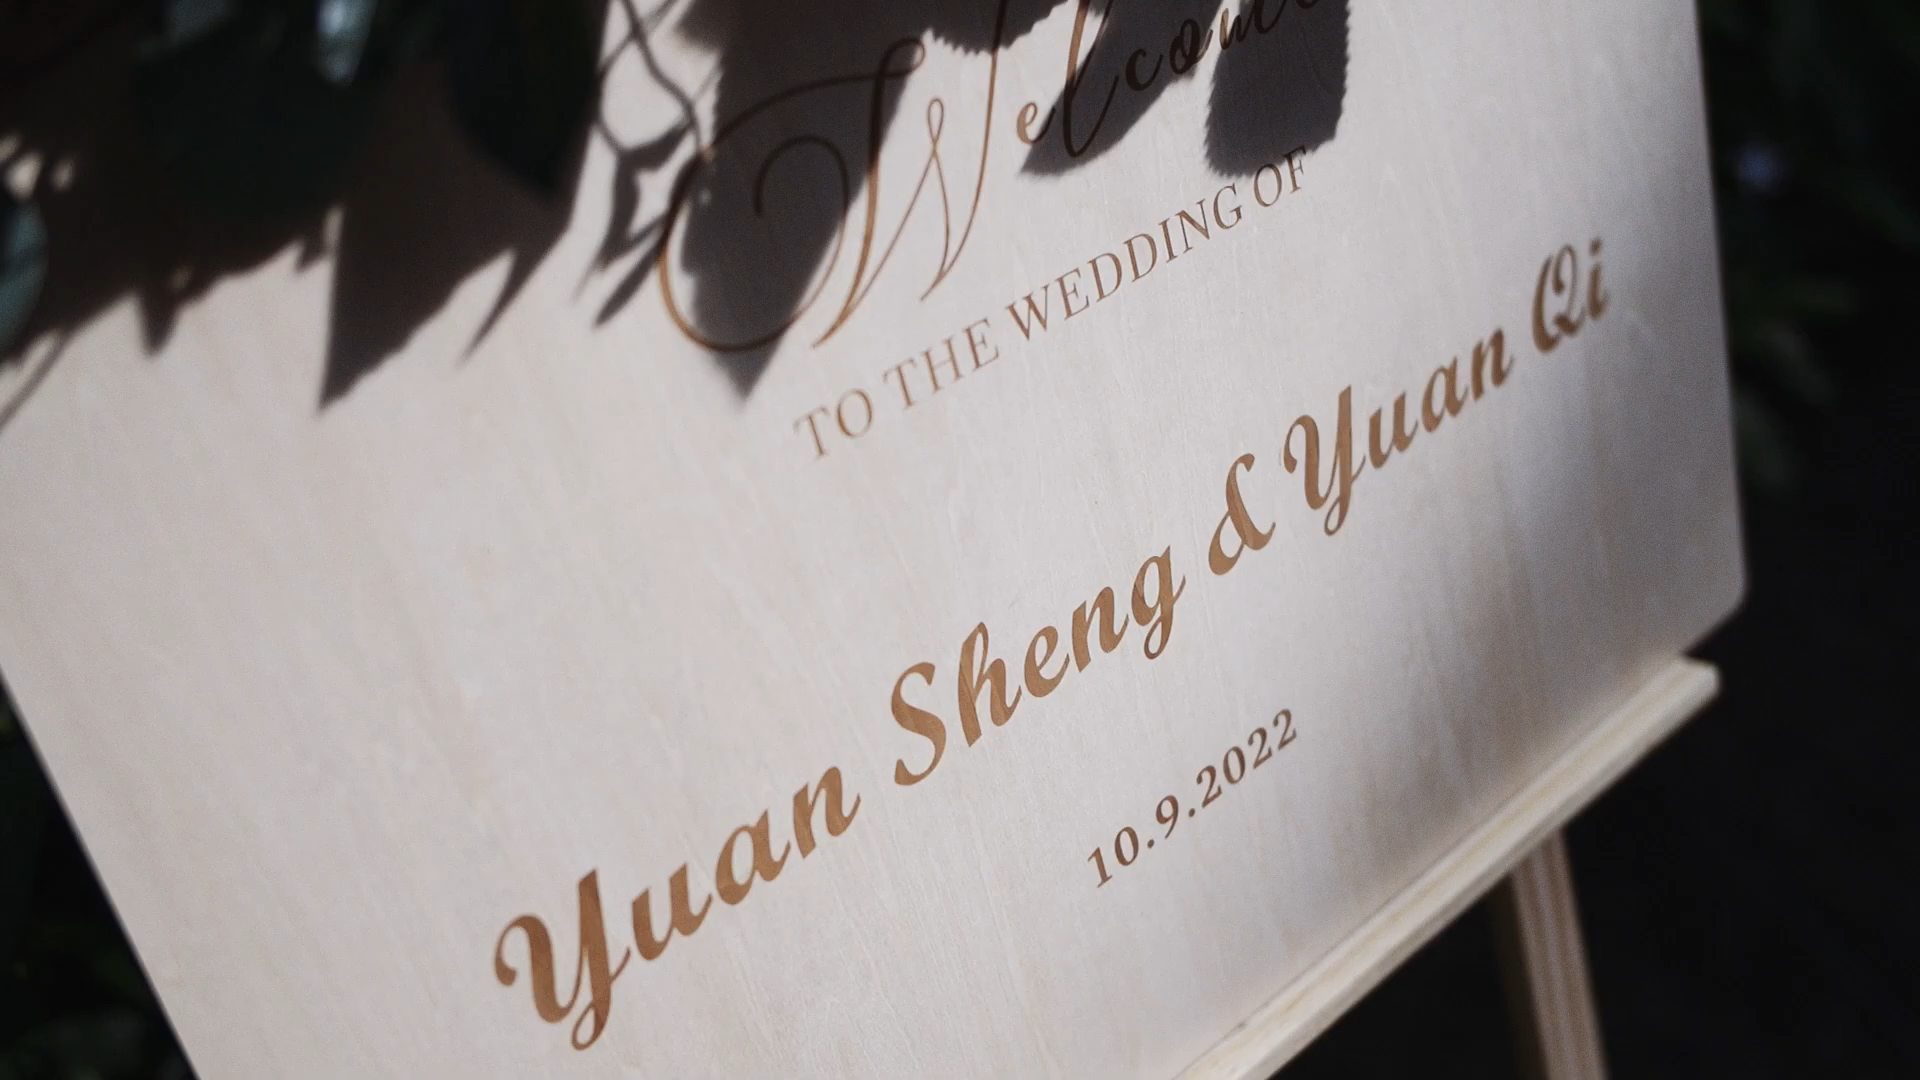 Welcome
TO THE WEDDING OF
Yuan Sheng & Yuan Qi
10.9.2022